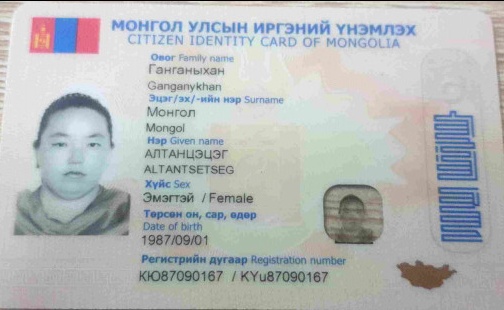 МОНГОЛ УЛСЫН ИРГЭНИЙ ҮНЭМЛЭХ
CITIZEN IDENTITY CARD OF MONGOLIA
Овог Family name
Ганганыхан
Ganganykhan
Эцэг/эх/-ийн нэр Surname
Монгол
Mongol
Нэр Given name
АЛТАНЦЭЦЭГ
ALTANTSETSEG
Хүйс Sex
Эмэгтэй / Female
Төрсөн он, сар, өдөр
Date of birth
1987/09/01
Регистрийн дугаар Registration number
КЮ87090167 / KYu87090167